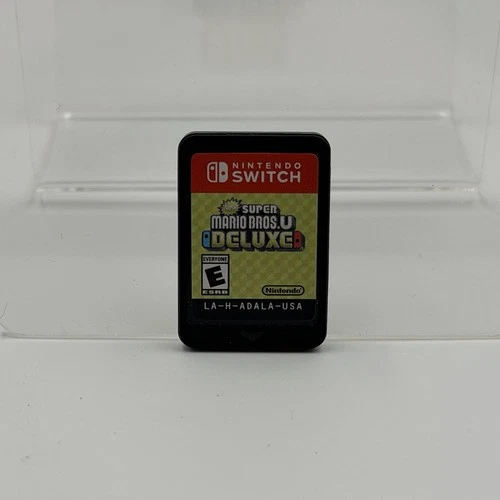 NINTENDO
SWITCH
SUPER
MARIO BROS. U
DELUXE
EVERYONE
E
ESRB
Nintendo
LA-H-ADALA-USA